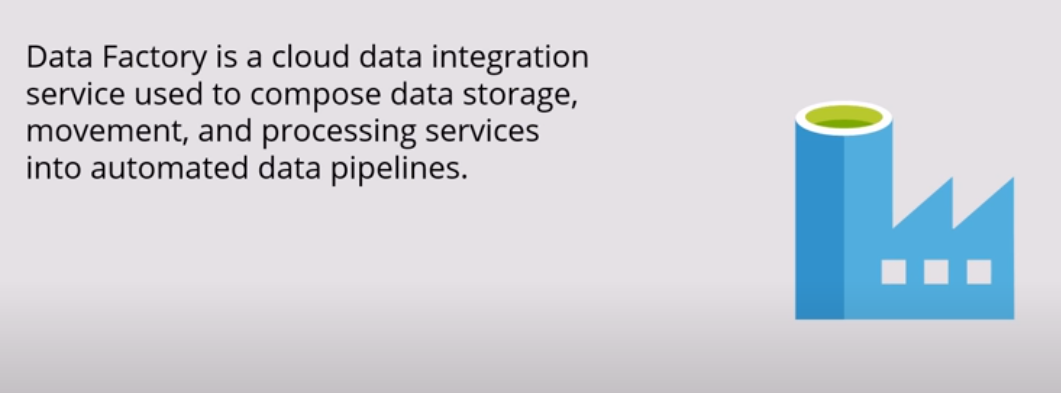 Data Factory is a cloud data integration
service used to compose data storage,
movement, and processing services
into automated data pipelines.